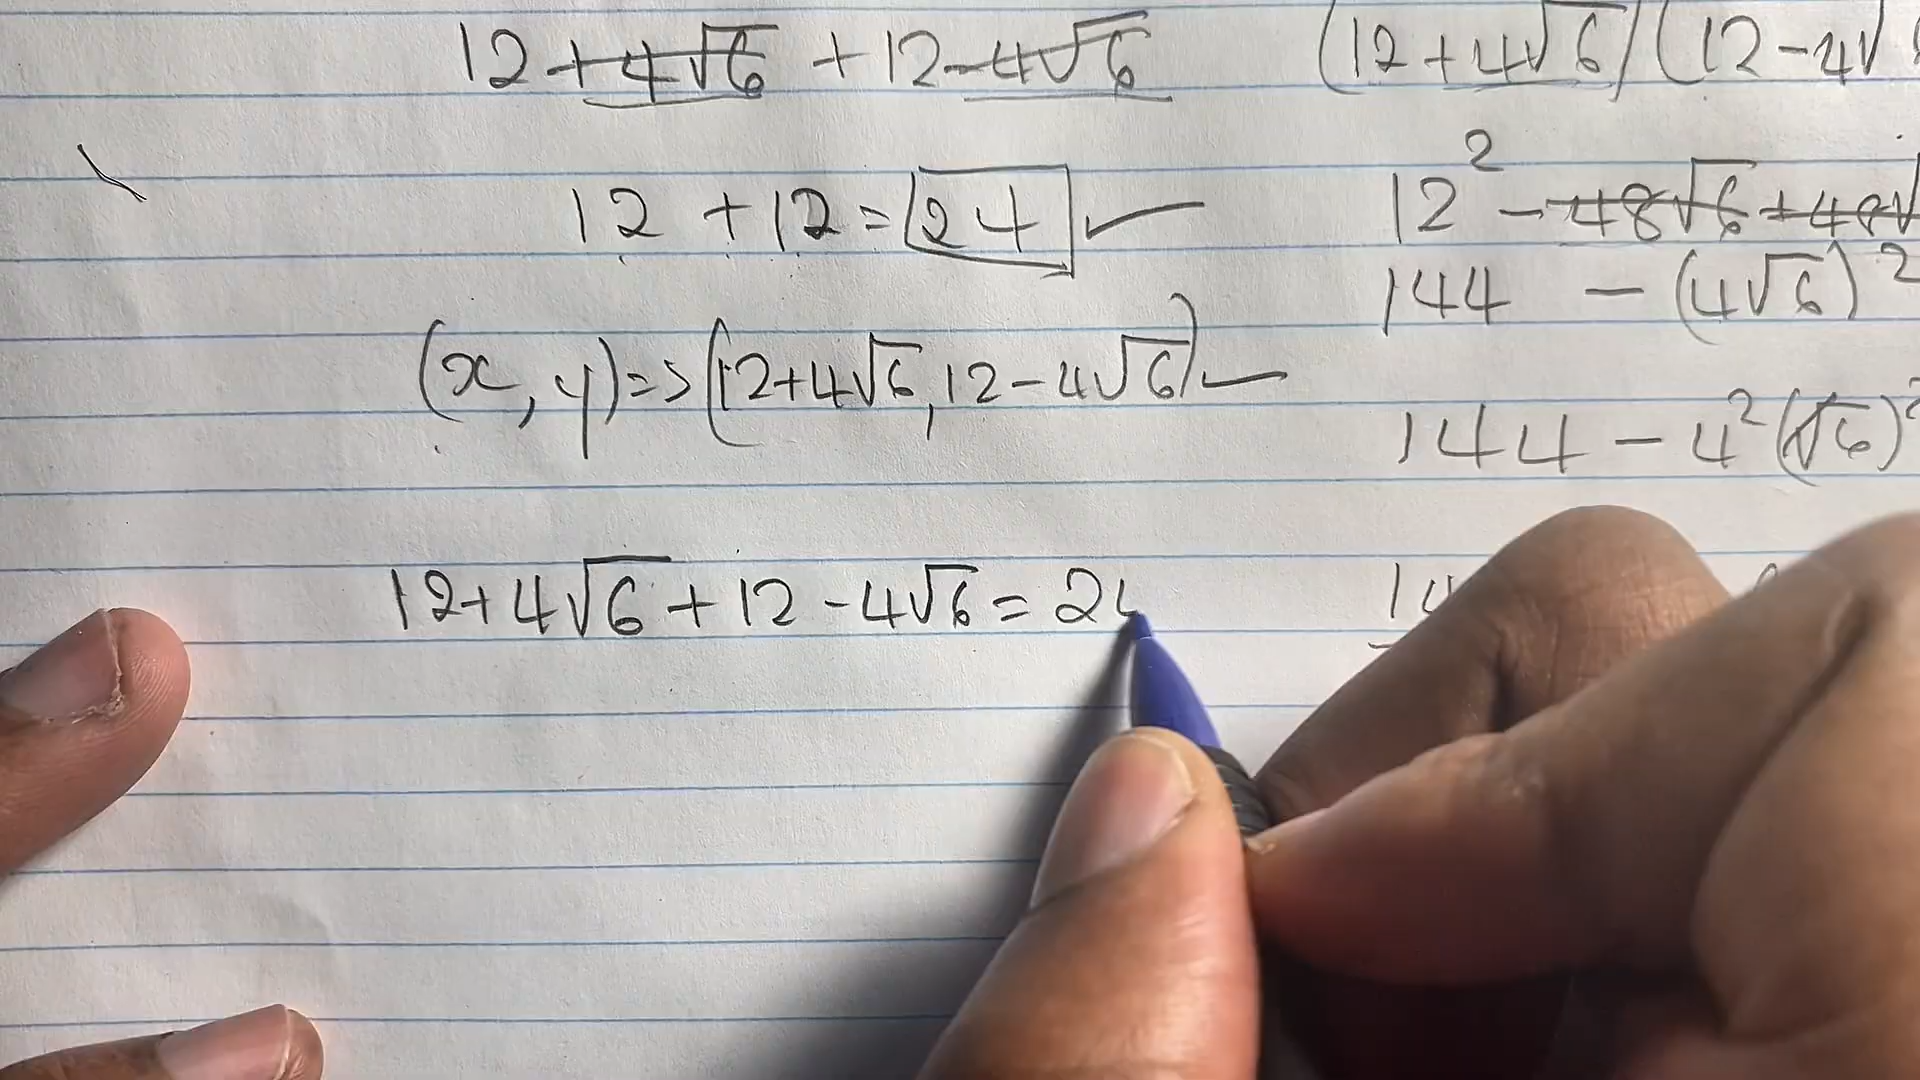 12 + 4√6 + 12 - 4√6
12 + 12 = 24 ✓
(x, y) => (12+4√6, 12-4√6) ✓
12+4√6 + 12 - 4√6 = 24
(12+4√6)(12-4√
12² - 48√6 + 48√
144 - (4√6)²
144 - 4²(√6)²
14